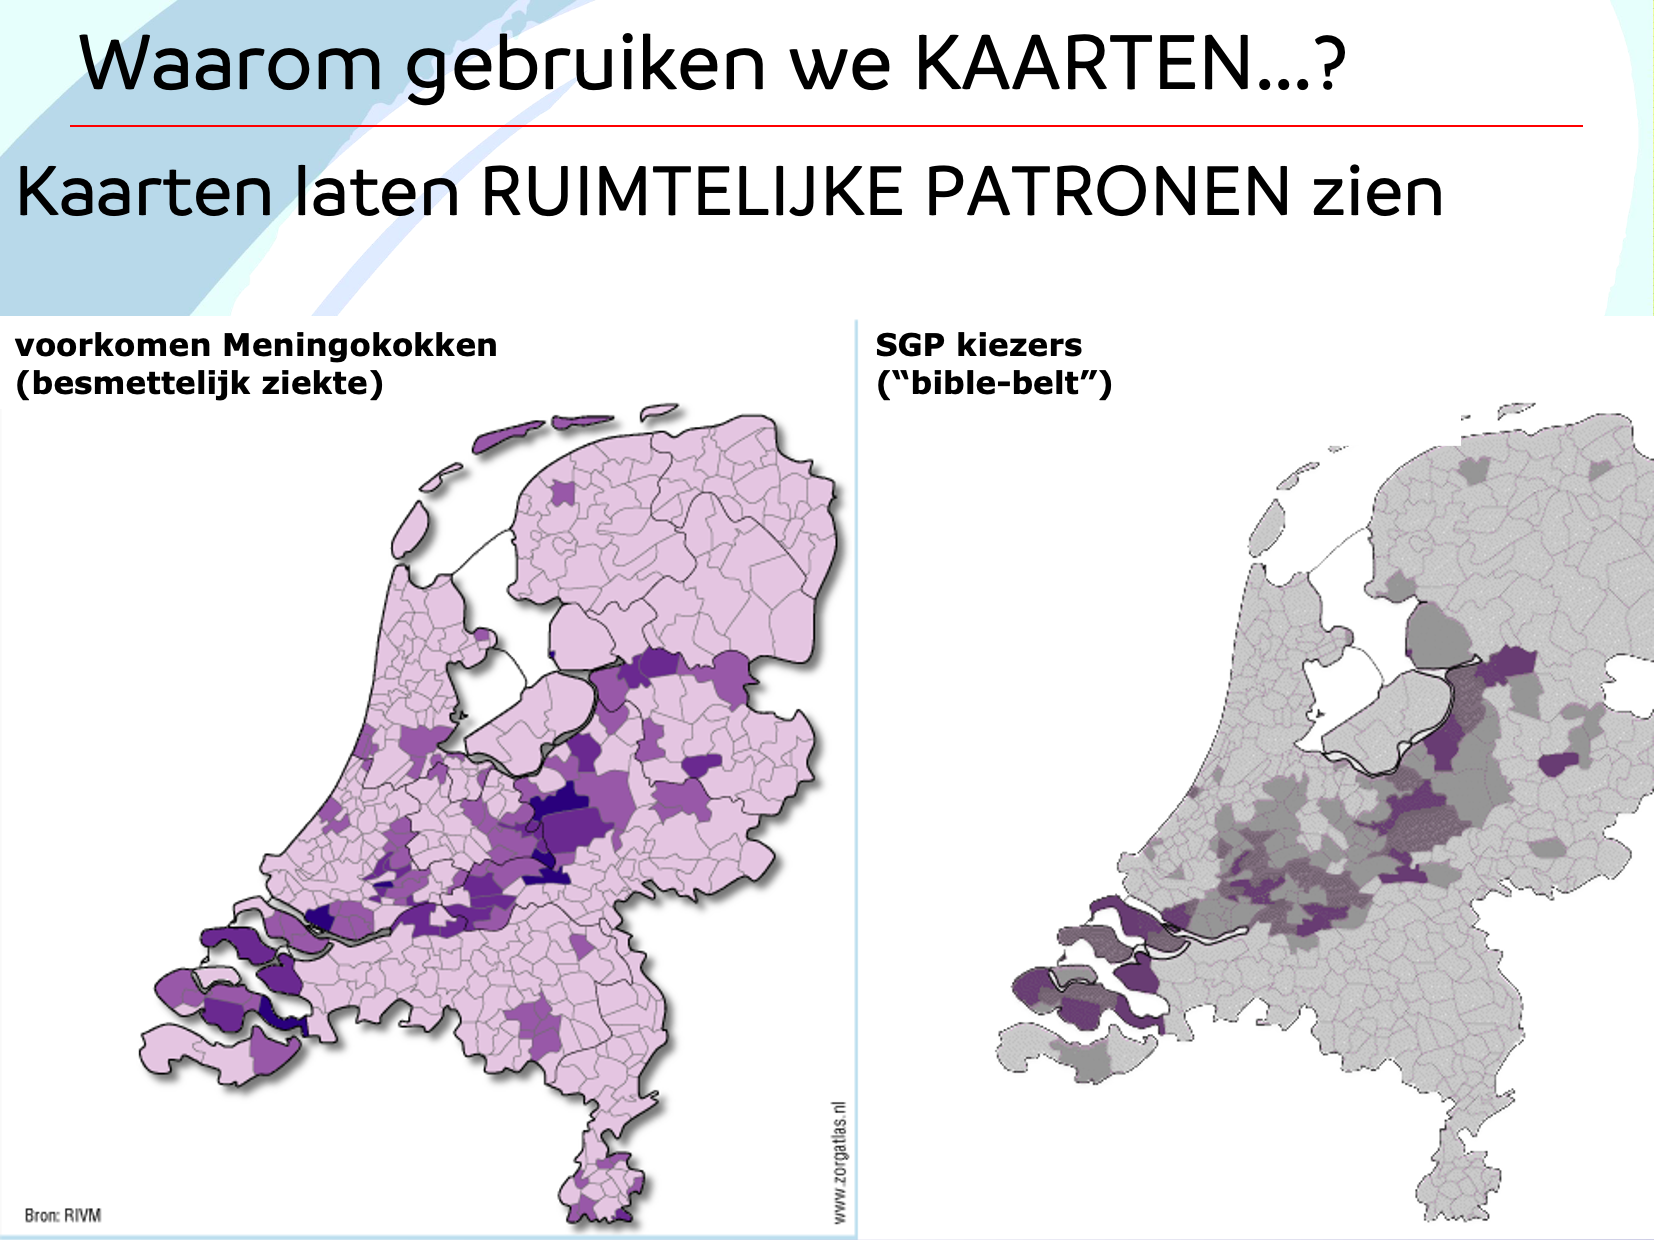 Waarom gebruiken we KAARTEN...?
Kaarten laten RUIMTELIJKE PATRONEN zien
voorkomen Meningokokken
(besmettelijk ziekte)
SGP kiezers
(“bible-belt”)
www.zorgatlas.nl
Bron: RIVM